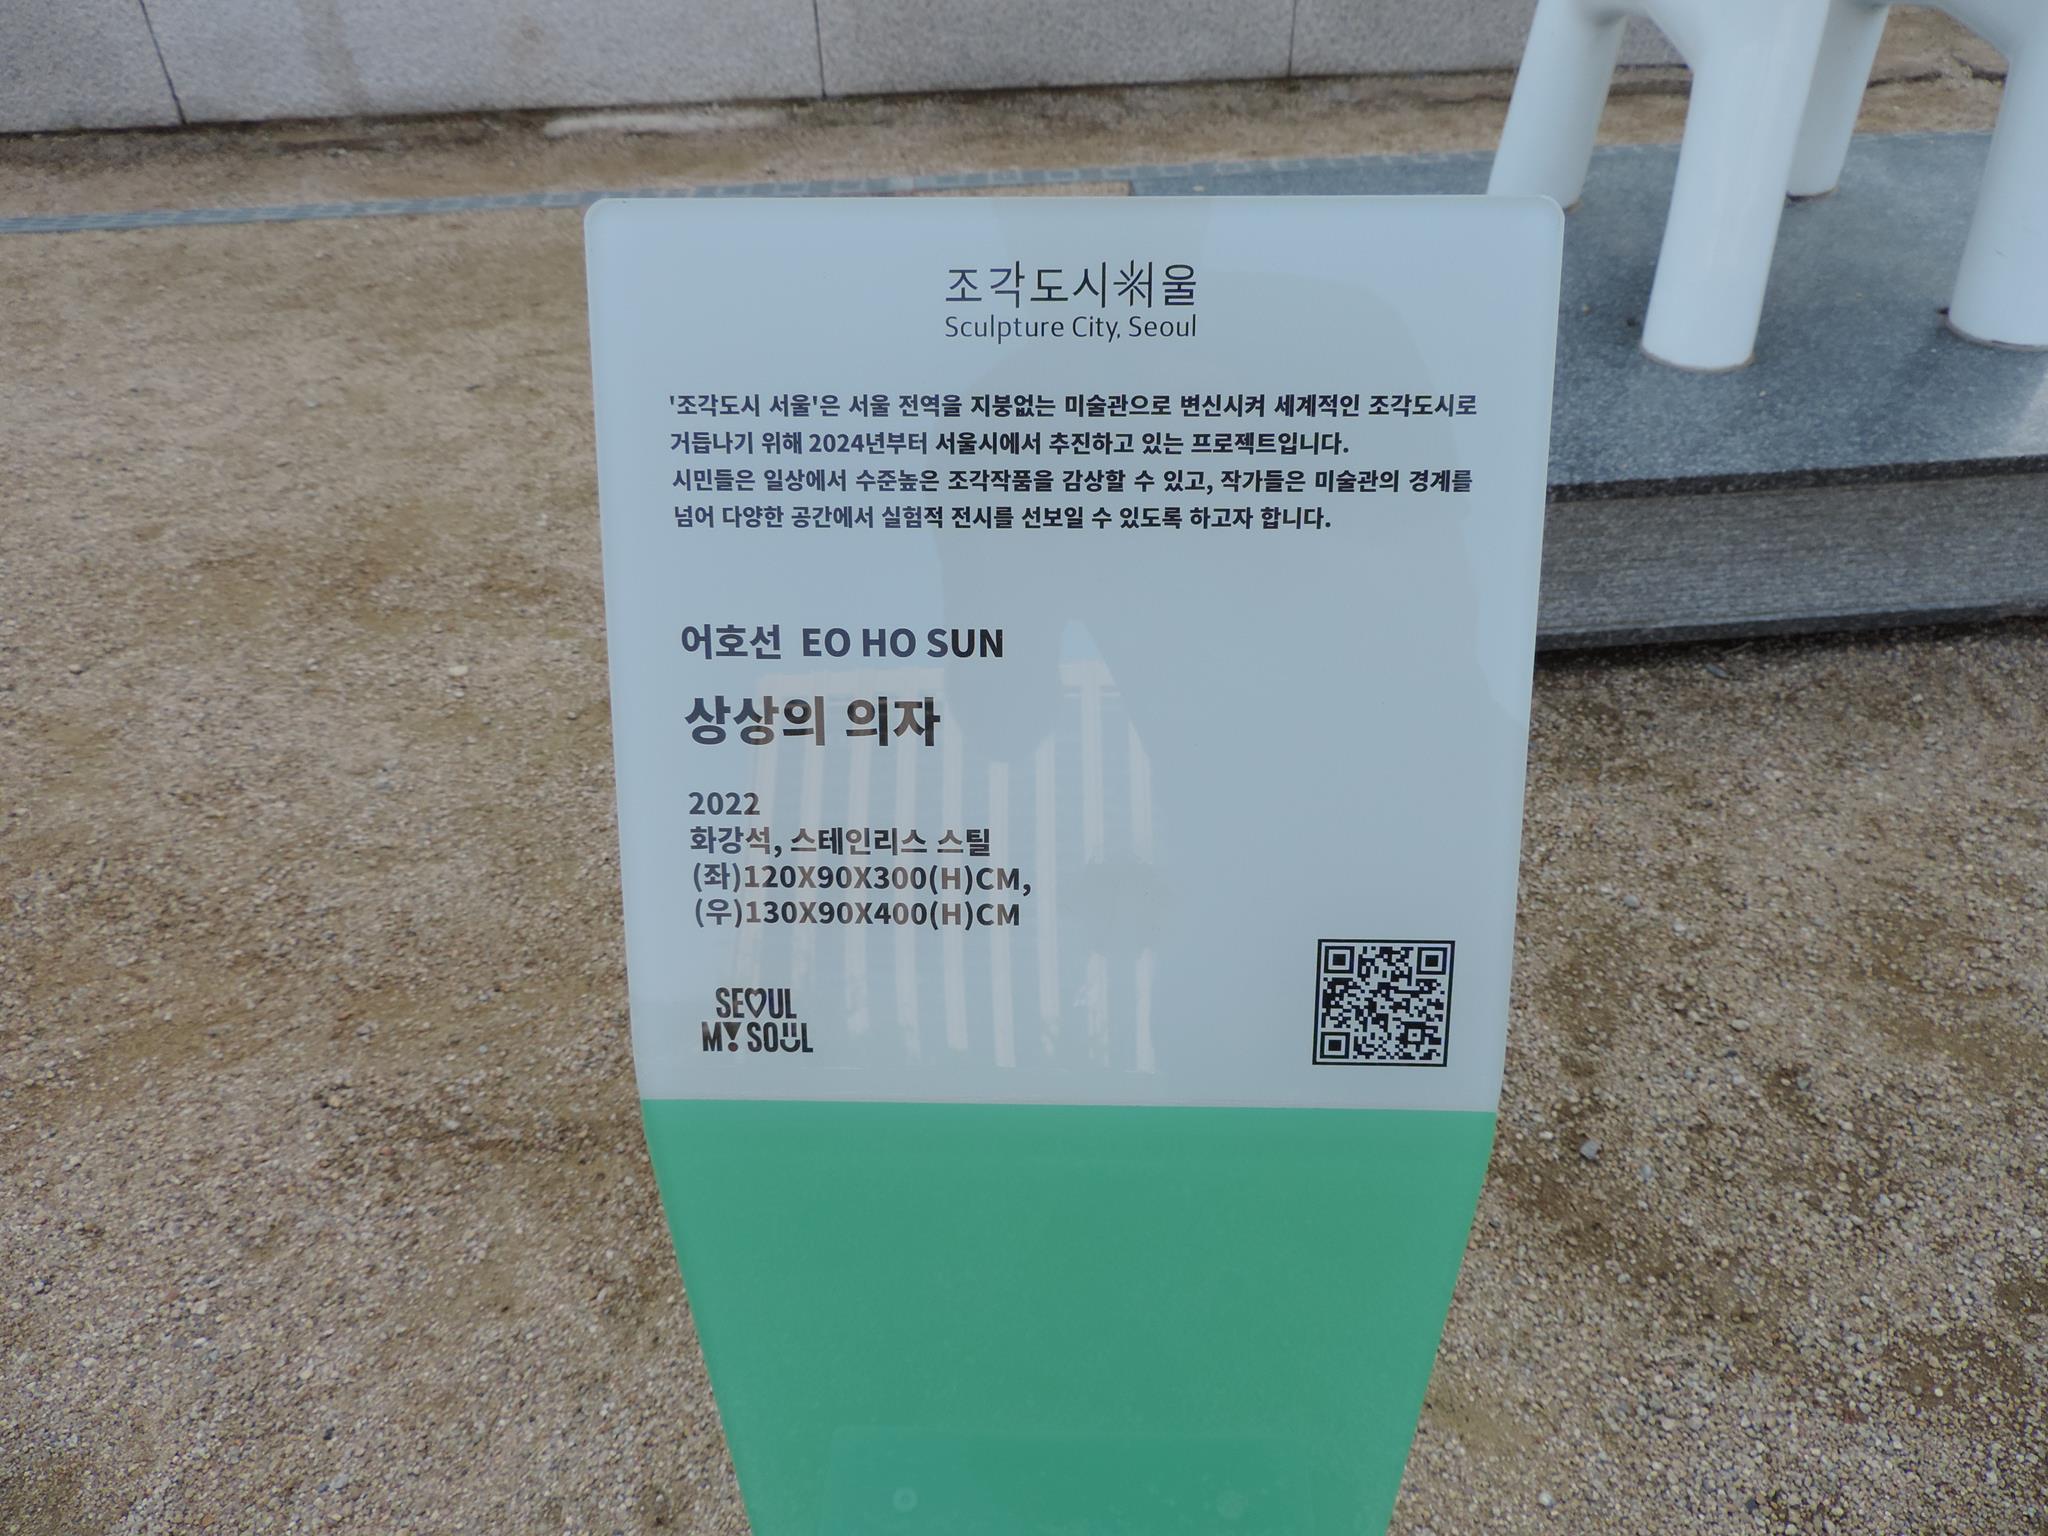 조각도시서울
Sculpture City, Seoul
'조각도시 서울'은 서울 전역을 지붕없는 미술관으로 변신시켜 세계적인 조각도시로
거듭나기 위해 2024년부터 서울시에서 추진하고 있는 프로젝트입니다.
시민들은 일상에서 수준높은 조각작품을 감상할 수 있고, 작가들은 미술관의 경계를
넘어 다양한 공간에서 실험적 전시를 선보일 수 있도록 하고자 합니다.
어호선 EO HO SUN
상상의 의자
2022
화강석, 스테인리스 스틸
(좌)120X90X300(H)CM,
(우)130X90X400(H)CM
SEOUL
MY SOUL